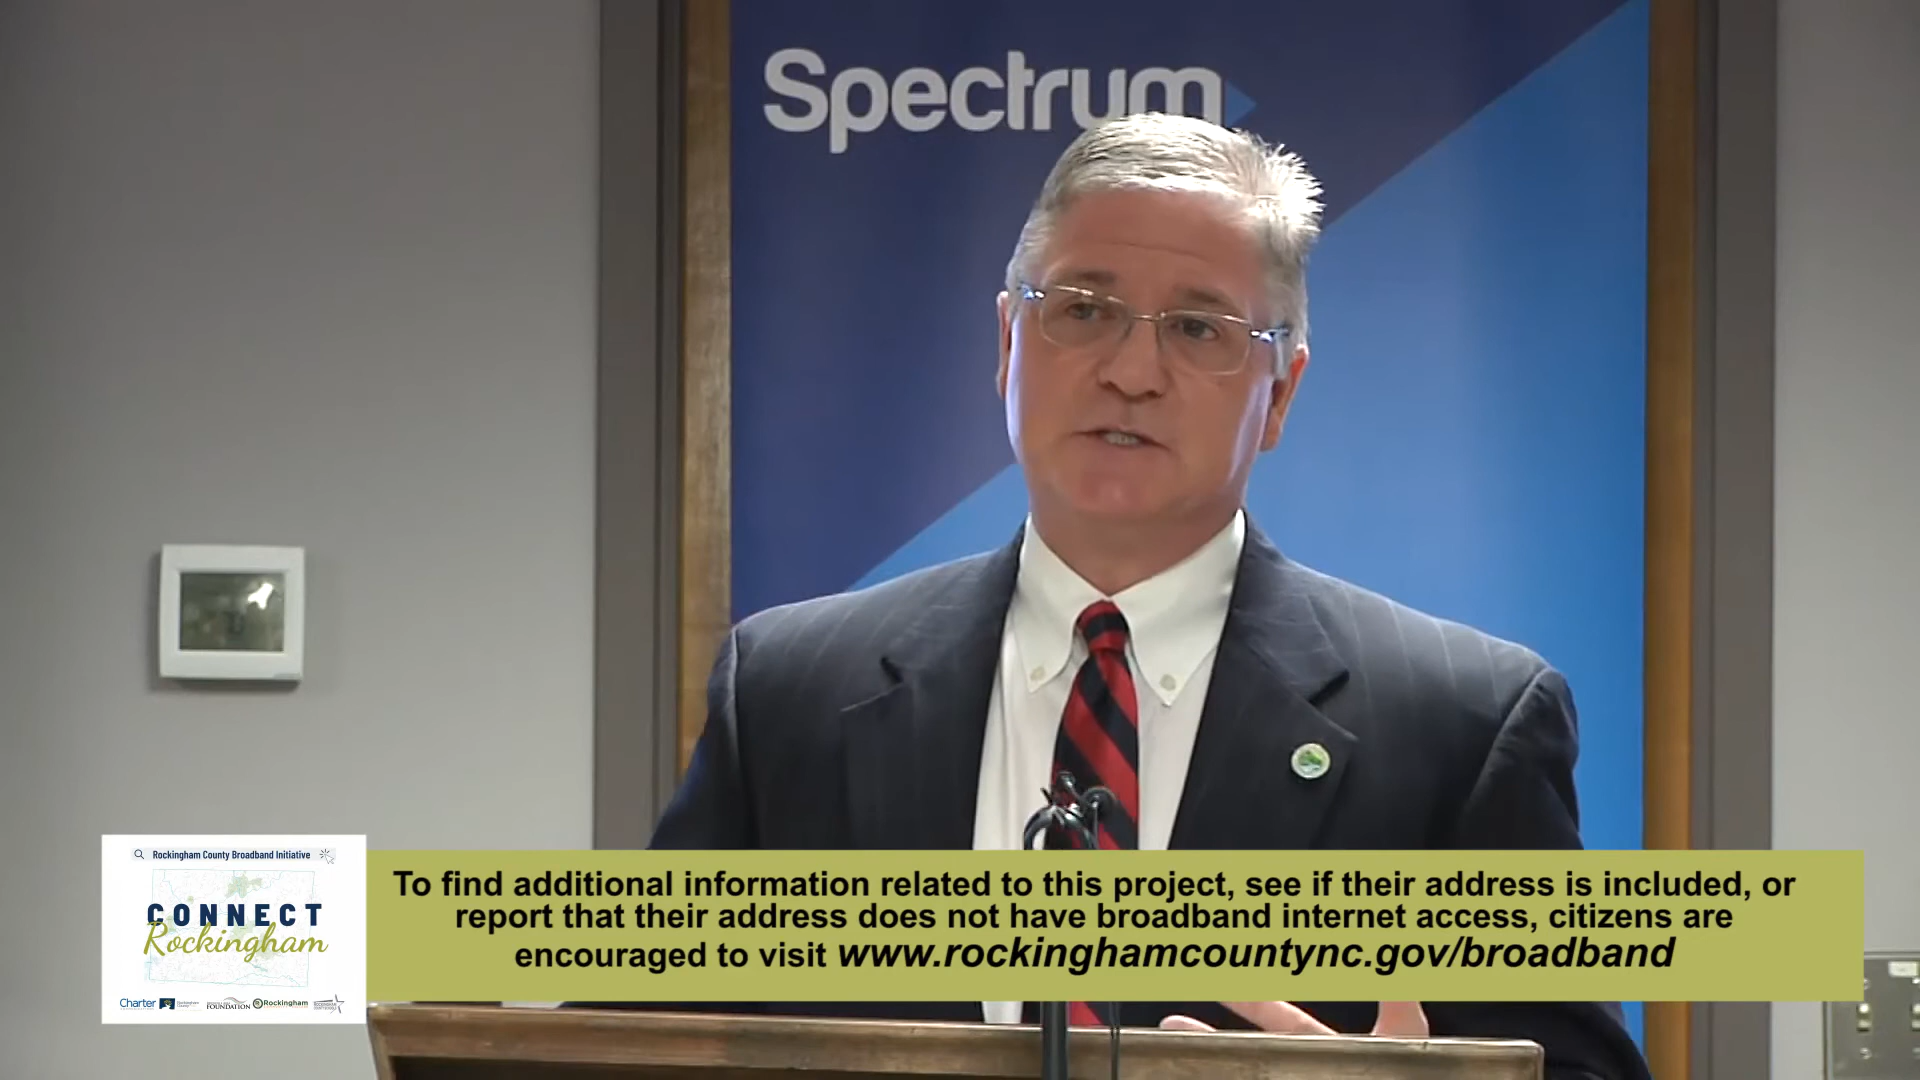 Spectrum
Rockingham County Broadband Initiative
CONNECT
Rockingham
Charter
FOUNDATION
Rockingham
To find additional information related to this project, see if their address is included, or
report that their address does not have broadband internet access, citizens are
encouraged to visit www.rockinghamcountync.gov/broadband